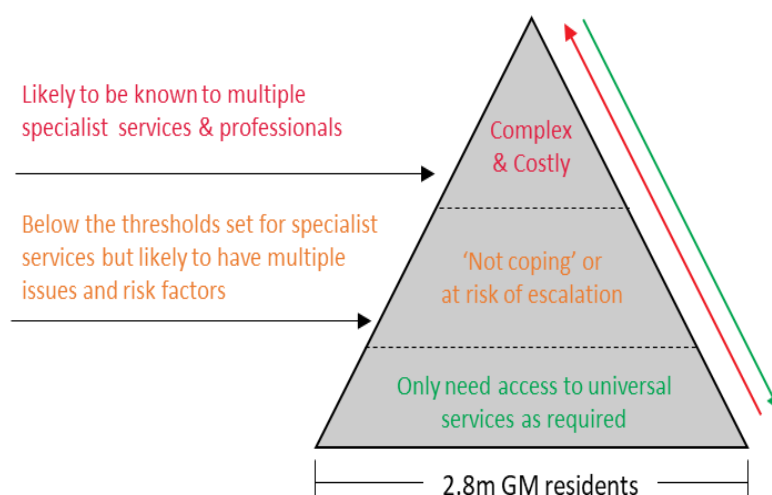 Likely to be known to multiple
specialist services & professionals
Complex
& Costly
Below the thresholds set for specialist
services but likely to have multiple
issues and risk factors
'Not coping' or
at risk of escalation
Only need access to universal
services as required
2.8m GM residents